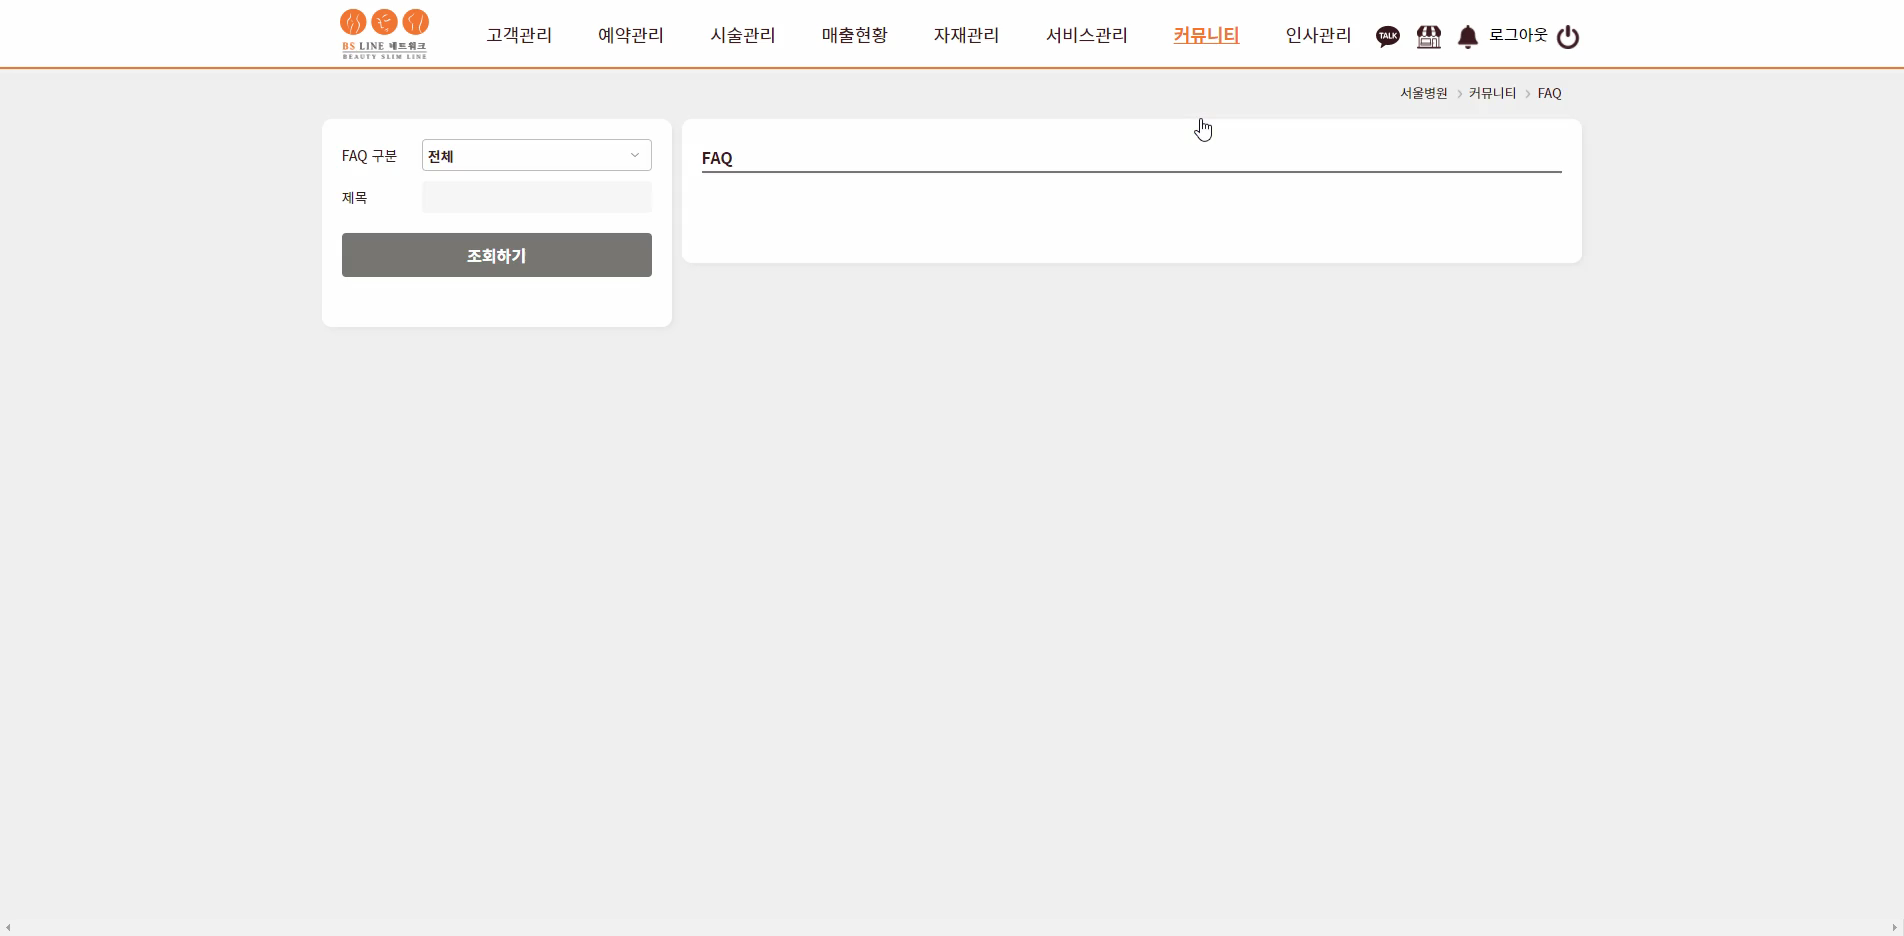 BS LINE 네트워크
BEAUTY SLIM LINE
고객관리 예약관리 시술관리 매출현황 자재관리 서비스관리 커뮤니티 인사관리 TALK 로그아웃
서울병원 > 커뮤니티 > FAQ
FAQ 구분 전체
제목
조회하기
FAQ